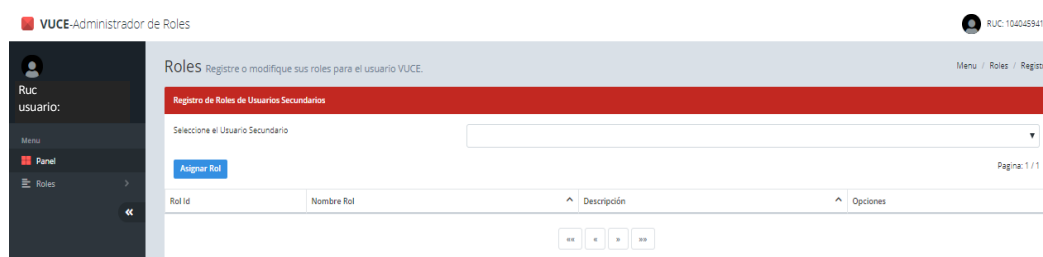 VUCE-Administrador de Roles
RUC: 104045941
Ruc
usuario:
Menu
Panel
Roles
«
Roles Registre o modifique sus roles para el usuario VUCE.
Menu / Roles / Regist
Registro de Roles de Usuarios Secundarios
Seleccione el Usuario Secundario
Asignar Rol
Pagina: 1 / 1
Rol Id Nombre Rol Descripción Opciones
«« « » »»